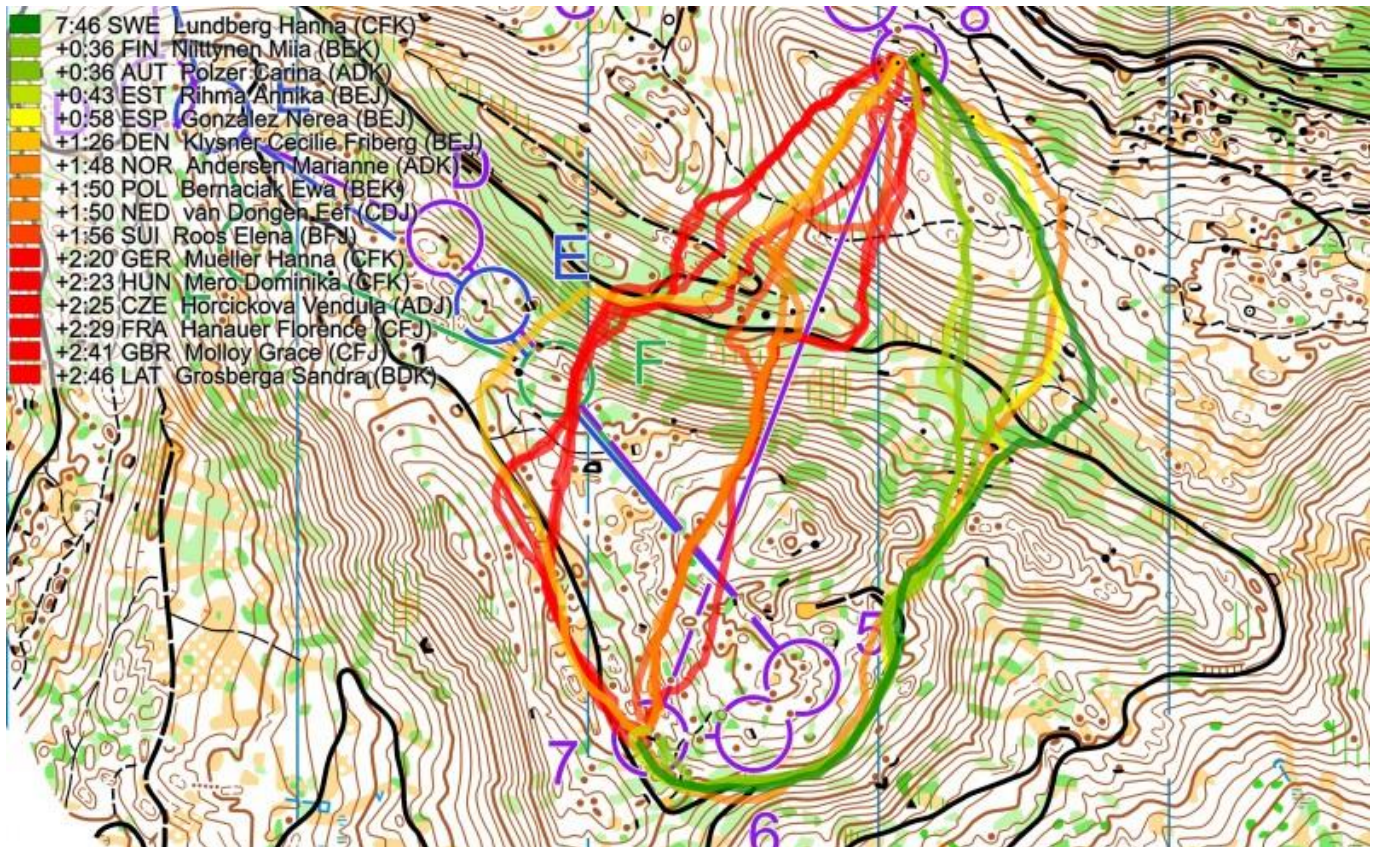 7:46 SWE Lundberg Hanna (CFK)
+0:36 FIN Niittynen Miia (BEK)
+0:36 AUT Polzer Carina (ADK)
+0:43 EST Rihma Annika (BEJ)
+0:58 ESP González Nerea (BEJ)
+1:26 DEN Klysner Cecilie Friberg (BEJ)
+1:48 NOR Andersen Marianne (ADK)
+1:50 POL Bernaciak Ewa (BEK)
+1:50 NED van Dongen Eef (CDJ)
+1:56 SUI Roos Elena (BFJ)
+2:20 GER Mueller Hanna (CFK)
+2:23 HUN Mero Dominika (CFK)
+2:25 CZE Horcickova Vendula (ADJ)
+2:29 FRA Hanauer Florence (CFJ)
+2:41 GBR Molloy Grace (CFJ)
+2:46 LAT Grosberga Sandra (BDK)
8
D
E
D
E
F
5
7
6